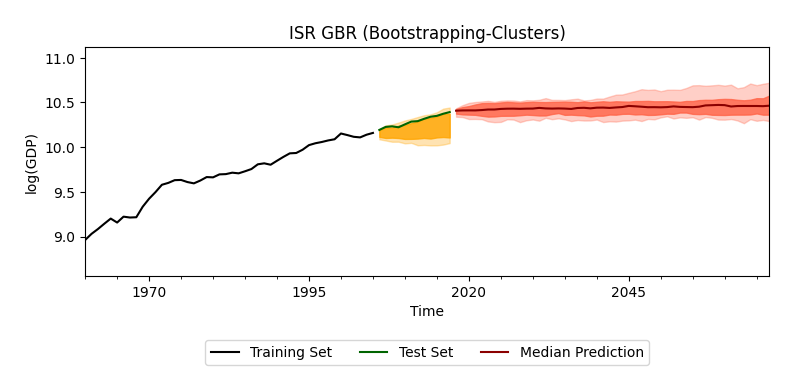 ISR GBR (Bootstrapping-Clusters)
11.0
10.5
10.0
9.5
9.0
log(GDP)
1970 1995 2020 2045
Time
Training Set Test Set Median Prediction